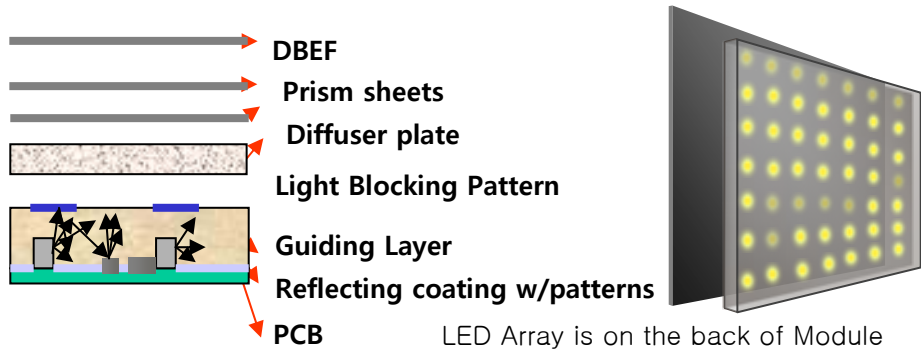 DBEF
Prism sheets
Diffuser plate
Light Blocking Pattern
Guiding Layer
Reflecting coating w/patterns
PCB
LED Array is on the back of Module